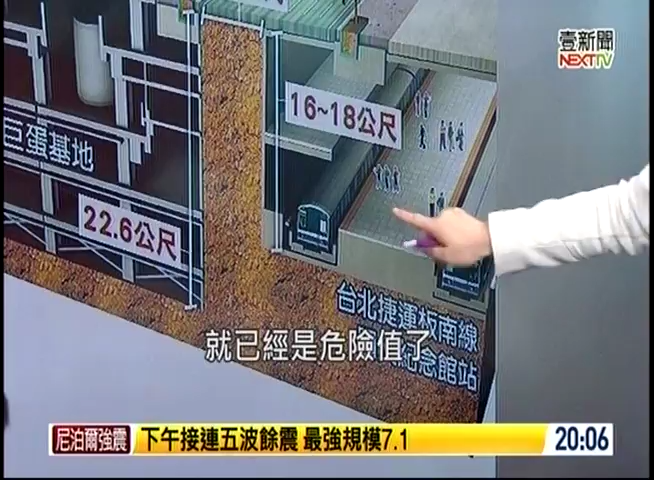 壹新聞
NEXTTV
16~18公尺
巨蛋基地
22.6公尺
台北捷運板南線
紀念館站
就已經是危險值了
尼泊爾強震
下午接連五波餘震 最強規模7.1
20:06